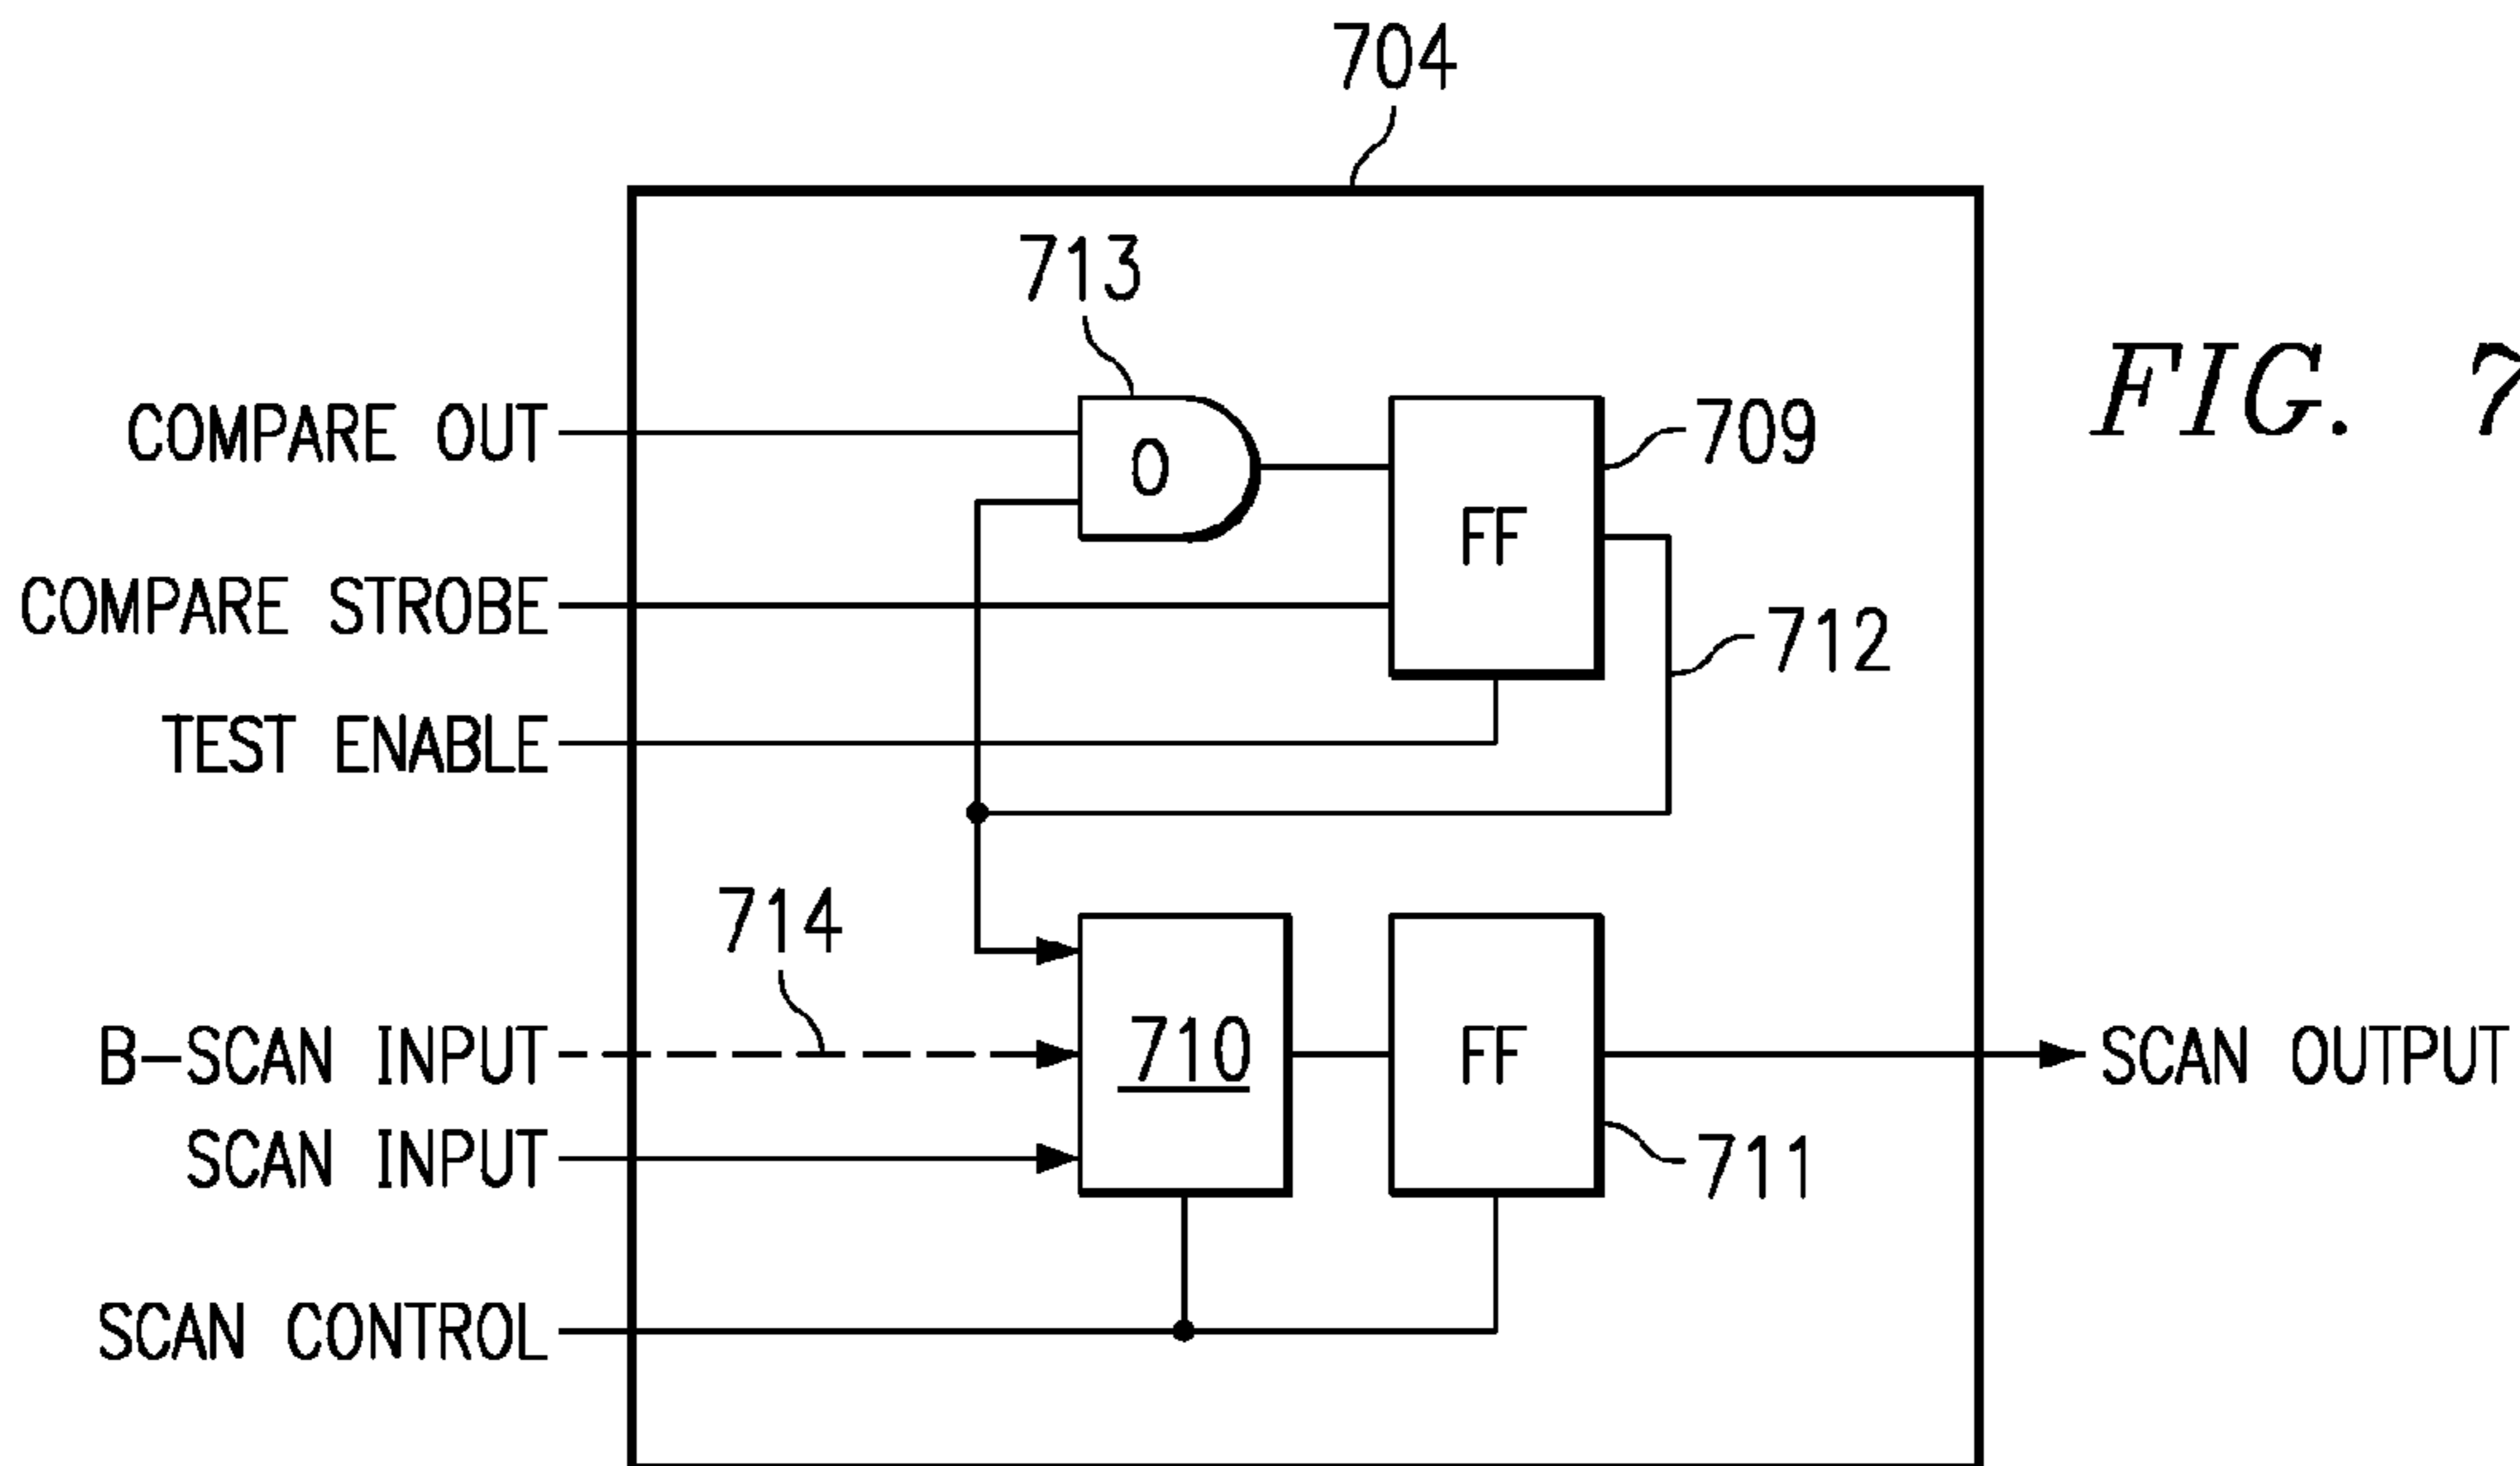 704
713
COMPARE OUT
O
709
FIG. 7
FF
COMPARE STROBE
712
TEST ENABLE
714
B-SCAN INPUT
710
FF
SCAN OUTPUT
SCAN INPUT
711
SCAN CONTROL